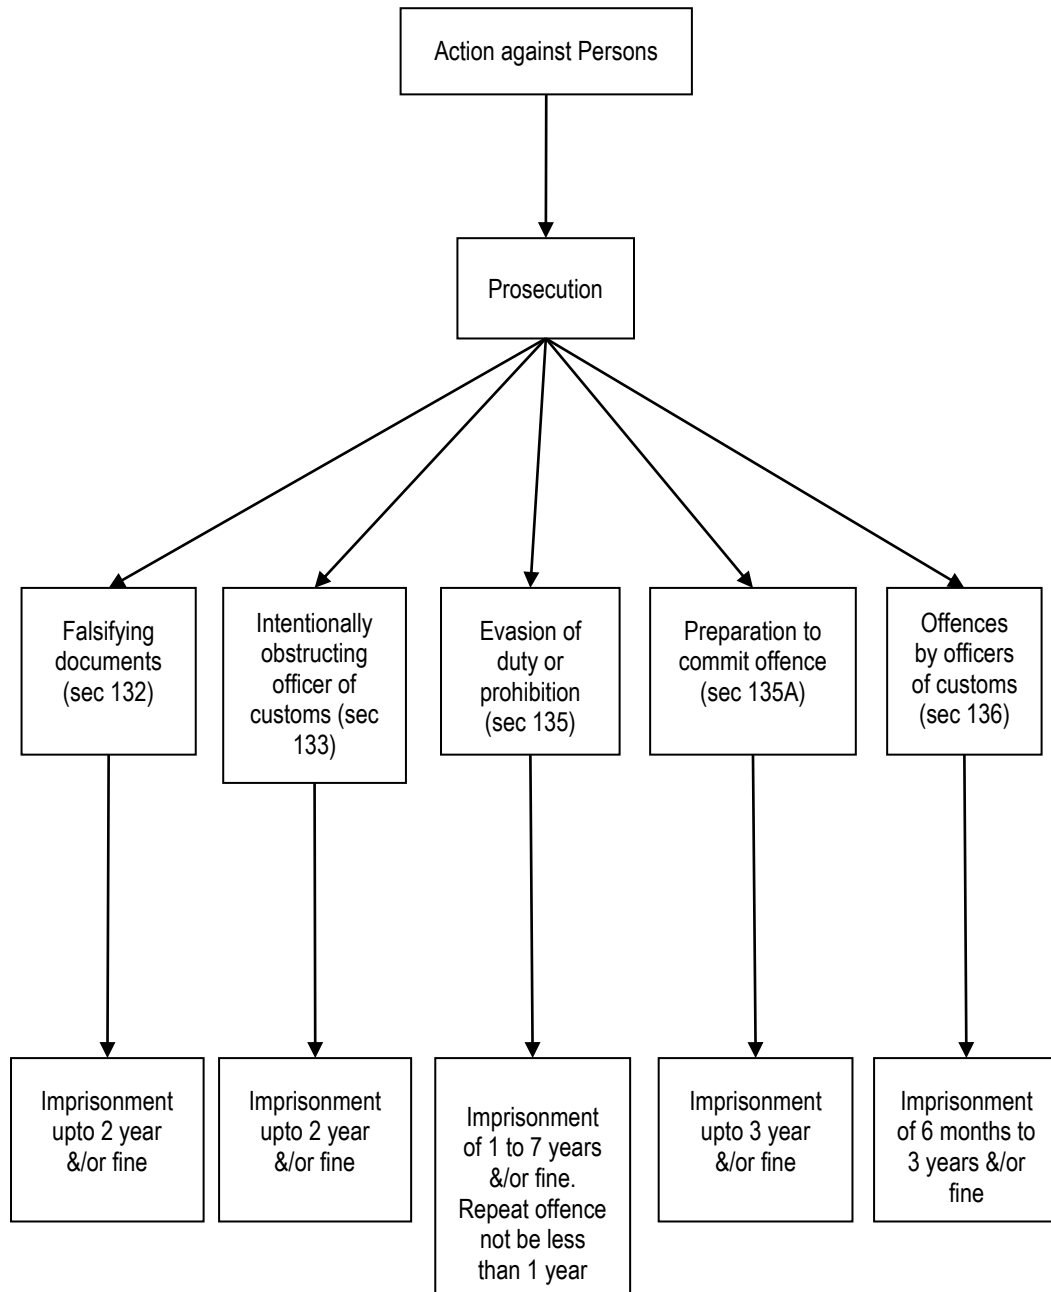 Action against Persons
Prosecution
Falsifying
documents
(sec 132)
Intentionally
obstructing
officer of
customs (sec
133)
Evasion of
duty or
prohibition
(sec 135)
Preparation to
commit offence
(sec 135A)
Offences
by officers
of customs
(sec 136)
Imprisonment
upto 2 year
&/or fine
Imprisonment
upto 2 year
&/or fine
Imprisonment
of 1 to 7 years
&/or fine.
Repeat offence
not be less
than 1 year
Imprisonment
upto 3 year
&/or fine
Imprisonment
of 6 months to
3 years &/or
fine